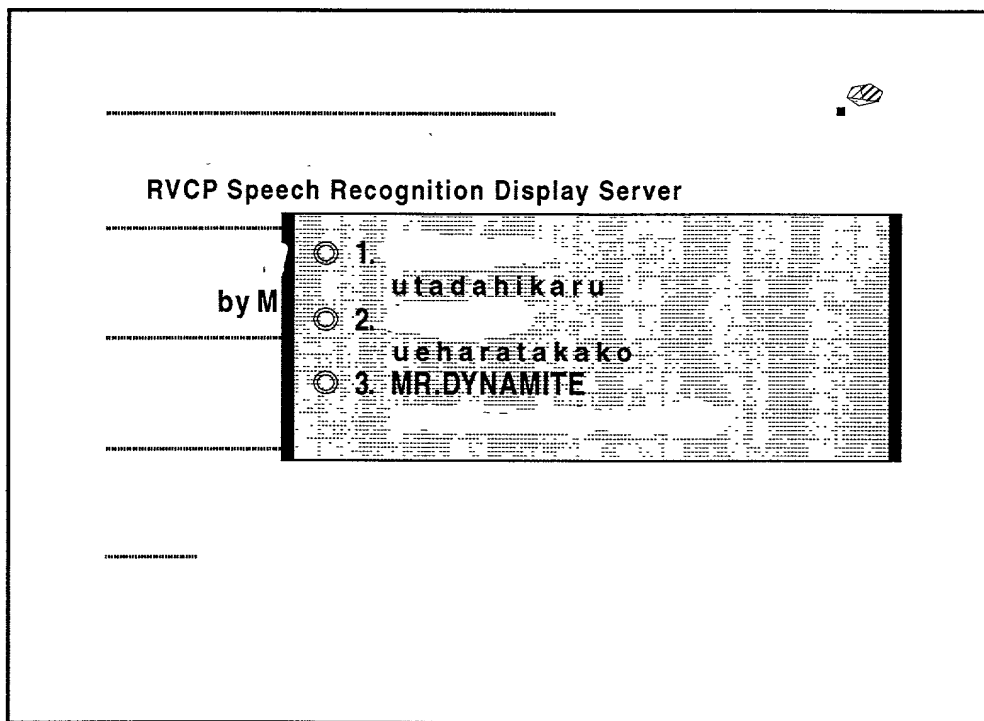 RVCP Speech Recognition Display Server
1.
utadahikaru
by M
2.
ueharatakako
3. MR.DYNAMITE